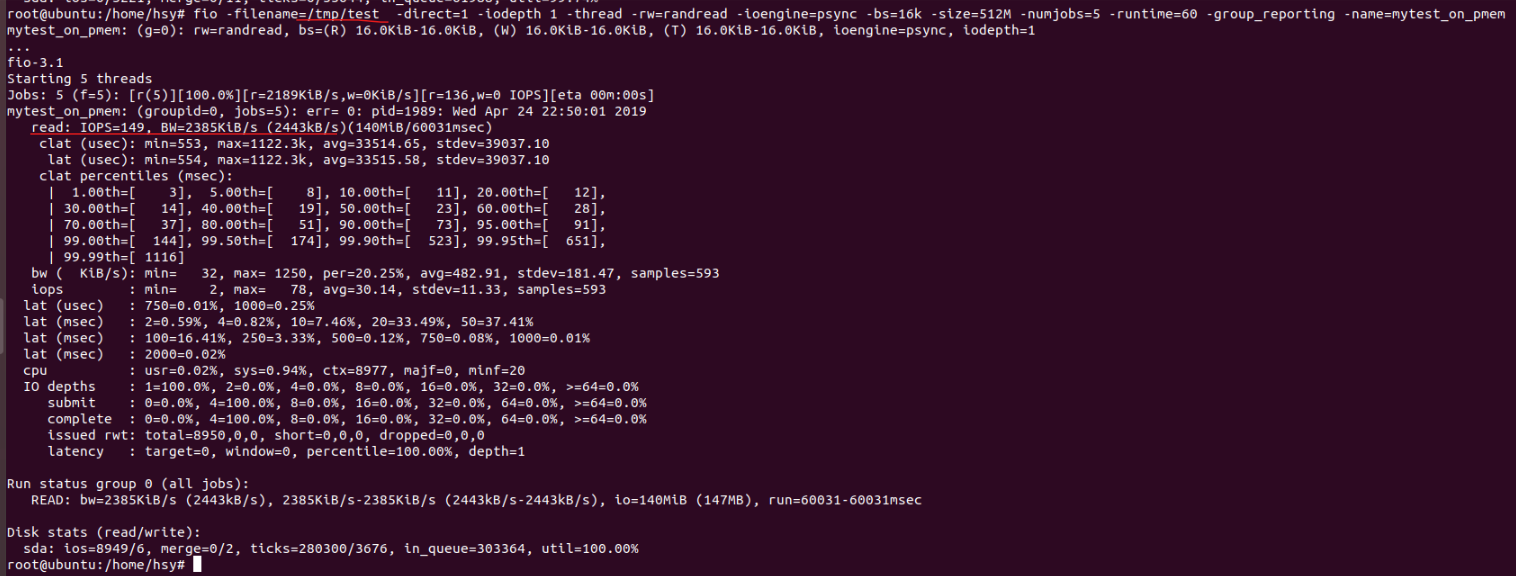 root@ubuntu:/home/hsy# fio -filename=/tmp/test  -direct=1 -iodepth 1 -thread -rw=randread -ioengine=psync -bs=16k -size=512M -numjobs=5 -runtime=60 -group_reporting -name=mytest_on_pmem
mytest_on_pmem: (g=0): rw=randread, bs=(R) 16.0KiB-16.0KiB, (W) 16.0KiB-16.0KiB, (T) 16.0KiB-16.0KiB, ioengine=psync, iodepth=1
...
fio-3.1
Starting 5 threads
Jobs: 5 (f=5): [r(5)][100.0%][r=2189KiB/s,w=0KiB/s][r=136,w=0 IOPS][eta 00m:00s]
mytest_on_pmem: (groupid=0, jobs=5): err= 0: pid=1989: Wed Apr 24 22:50:01 2019
   read: IOPS=149, BW=2385KiB/s (2443kB/s)(140MiB/60031msec)
    clat (usec): min=553, max=1122.3k, avg=33514.65, stdev=39037.10
     lat (usec): min=554, max=1122.3k, avg=33515.58, stdev=39037.10
    clat percentiles (msec):
     |  1.00th=[    3],  5.00th=[    8], 10.00th=[   11], 20.00th=[   12],
     | 30.00th=[   14], 40.00th=[   19], 50.00th=[   23], 60.00th=[   28],
     | 70.00th=[   37], 80.00th=[   51], 90.00th=[   73], 95.00th=[   91],
     | 99.00th=[  144], 99.50th=[  174], 99.90th=[  523], 99.95th=[  651],
     | 99.99th=[ 1116]
   bw (  KiB/s): min=   32, max= 1250, per=20.25%, avg=482.91, stdev=181.47, samples=593
   iops        : min=    2, max=   78, avg=30.14, stdev=11.33, samples=593
  lat (usec)   : 750=0.01%, 1000=0.25%
  lat (msec)   : 2=0.59%, 4=0.82%, 10=7.46%, 20=33.49%, 50=37.41%
  lat (msec)   : 100=16.41%, 250=3.33%, 500=0.12%, 750=0.08%, 1000=0.01%
  lat (msec)   : 2000=0.02%
  cpu          : usr=0.02%, sys=0.94%, ctx=8977, majf=0, minf=20
  IO depths    : 1=100.0%, 2=0.0%, 4=0.0%, 8=0.0%, 16=0.0%, 32=0.0%, >=64=0.0%
     submit    : 0=0.0%, 4=100.0%, 8=0.0%, 16=0.0%, 32=0.0%, 64=0.0%, >=64=0.0%
     complete  : 0=0.0%, 4=100.0%, 8=0.0%, 16=0.0%, 32=0.0%, 64=0.0%, >=64=0.0%
     issued rwt: total=8950,0,0, short=0,0,0, dropped=0,0,0
     latency   : target=0, window=0, percentile=100.00%, depth=1
Run status group 0 (all jobs):
   READ: bw=2385KiB/s (2443kB/s), 2385KiB/s-2385KiB/s (2443kB/s-2443kB/s), io=140MiB (147MB), run=60031-60031msec
Disk stats (read/write):
  sda: ios=8949/6, merge=0/2, ticks=280300/3676, in_queue=303364, util=100.00%
root@ubuntu:/home/hsy#